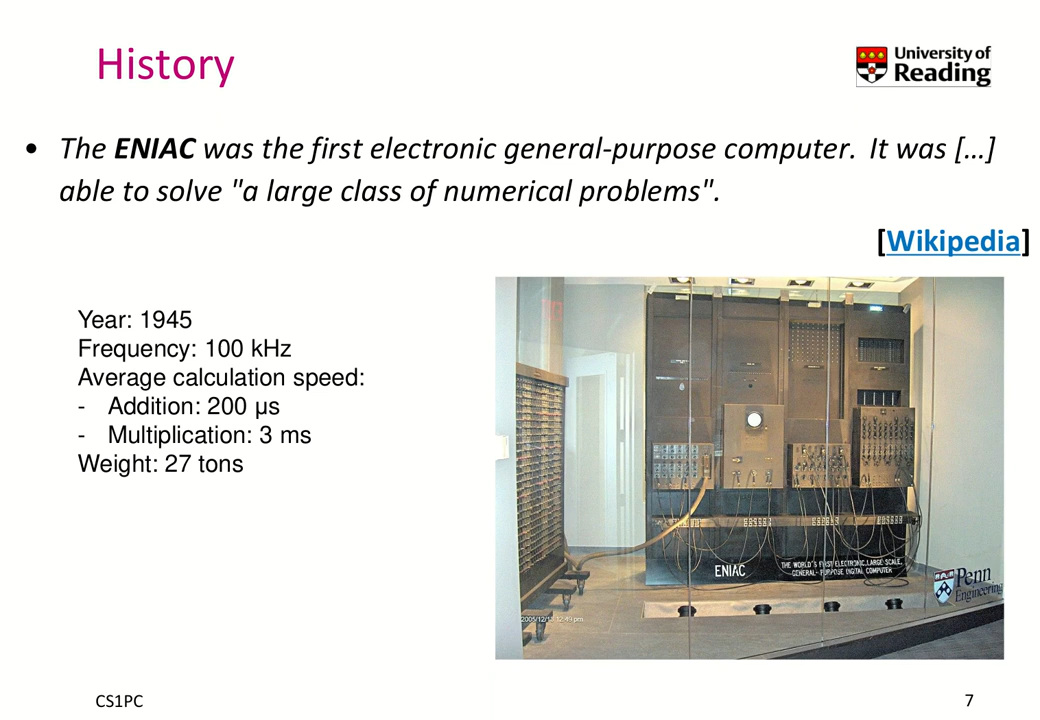 History
University of
Reading
• The ENIAC was the first electronic general-purpose computer. It was [...]
able to solve "a large class of numerical problems".
[Wikipedia]
Year: 1945
Frequency: 100 kHz
Average calculation speed:
- Addition: 200 µs
- Multiplication: 3 ms
Weight: 27 tons
ENIAC
THE WORLD'S FIRST ELECTRONIC, LARGE SCALE,
GENERAL-PURPOSE DIGITAL COMPUTER
Penn
Engineering
CS1PC
7